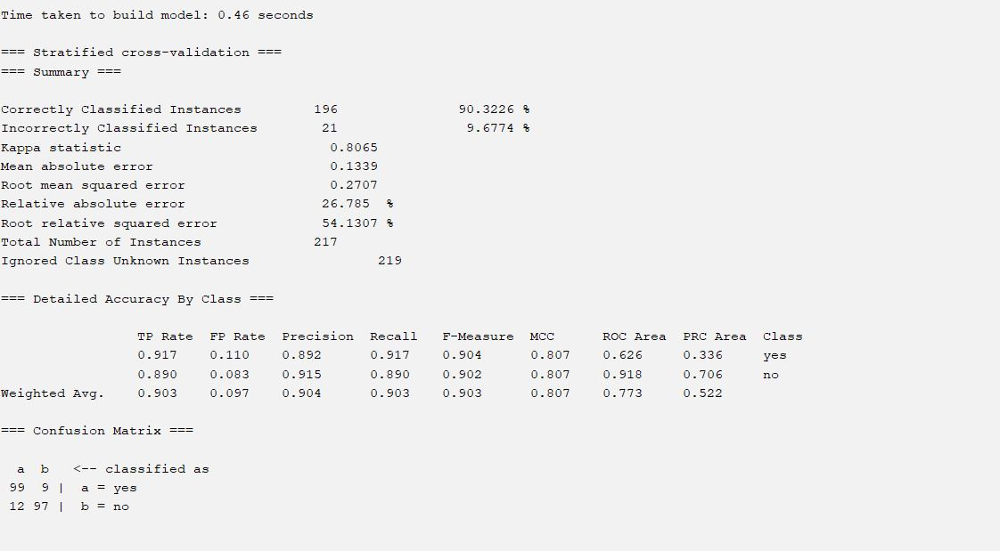 Time taken to build model: 0.46 seconds
=== Stratified cross-validation ===
=== Summary ===
Correctly Classified Instances 196 90.3226 %
Incorrectly Classified Instances 21 9.6774 %
Kappa statistic 0.8065
Mean absolute error 0.1339
Root mean squared error 0.2707
Relative absolute error 26.785 %
Root relative squared error 54.1307 %
Total Number of Instances 217
Ignored Class Unknown Instances 219
=== Detailed Accuracy By Class ===
TP Rate FP Rate Precision Recall F-Measure MCC ROC Area PRC Area Class
0.917 0.110 0.892 0.917 0.904 0.807 0.626 0.336 yes
0.890 0.083 0.915 0.890 0.902 0.807 0.918 0.706 no
Weighted Avg. 0.903 0.097 0.904 0.903 0.903 0.807 0.773 0.522
=== Confusion Matrix ===
a b <-- classified as
99 9 | a = yes
12 97 | b = no